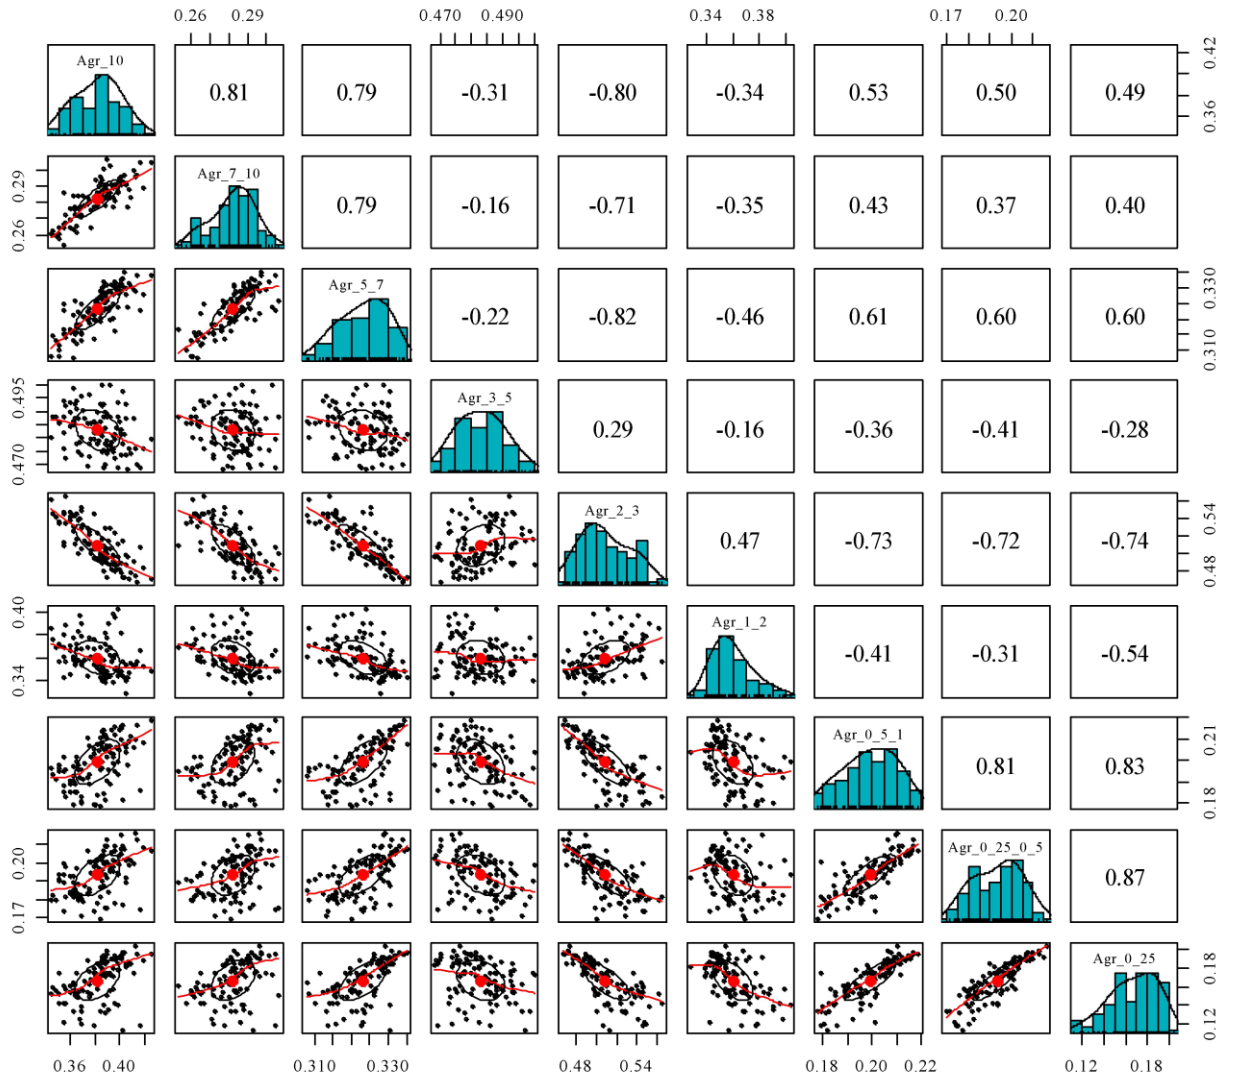 0.26 0.29 0.470 0.490 0.34 0.38 0.17 0.20
Agr_10 0.81 0.79 -0.31 -0.80 -0.34 0.53 0.50 0.49 0.36 0.42
0.26 0.29 Agr_7_10 0.79 -0.16 -0.71 -0.35 0.43 0.37 0.40
Agr_5_7 -0.22 -0.82 -0.46 0.61 0.60 0.60 0.310 0.330
0.470 0.495 Agr_3_5 0.29 -0.16 -0.36 -0.41 -0.28
Agr_2_3 0.47 -0.73 -0.72 -0.74 0.48 0.54
0.34 0.40 Agr_1_2 -0.41 -0.31 -0.54
Agr_0_5_1 0.81 0.83 0.18 0.21
0.17 0.20 Agr_0_25_0_5 0.87
Agr_0_25 0.12 0.18
0.36 0.40 0.310 0.330 0.48 0.54 0.18 0.20 0.22 0.12 0.18